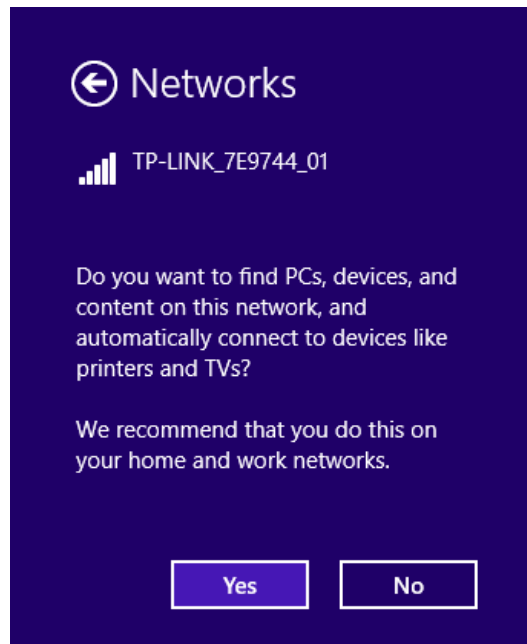 Networks
TP-LINK_7E9744_01
Do you want to find PCs, devices, and
content on this network, and
automatically connect to devices like
printers and TVs?
We recommend that you do this on
your home and work networks.
Yes No